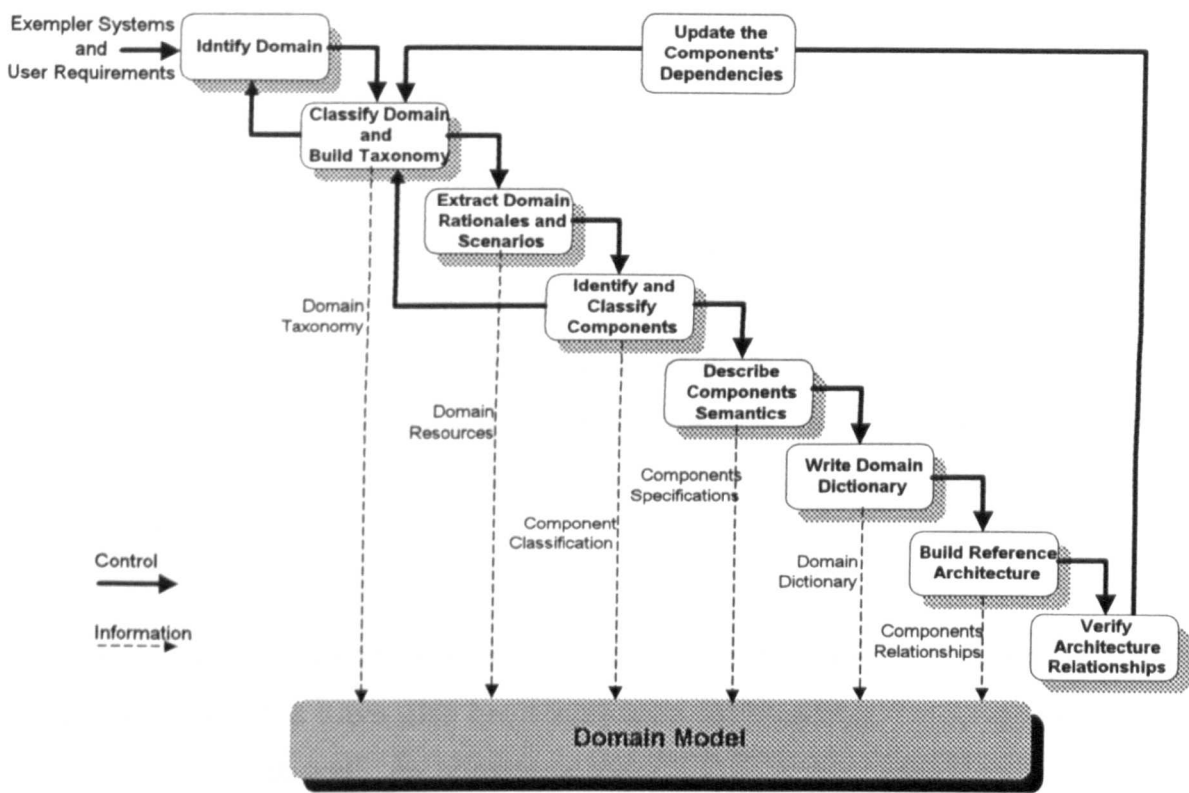 Exempler Systems
and
User Requirements
Idntify Domain
Update the
Components'
Dependencies
Classify Domain
and
Build Taxonomy
Extract Domain
Rationales and
Scenarios
Identify and
Classify
Components
Domain
Taxonomy
Describe
Components
Semantics
Domain
Resources
Write Domain
Dictionary
Components
Specifications
Component
Classification
Build Reference
Architecture
Domain
Dictionary
Control
Information
Verify
Architecture
Relationships
Components
Relationships
Domain Model